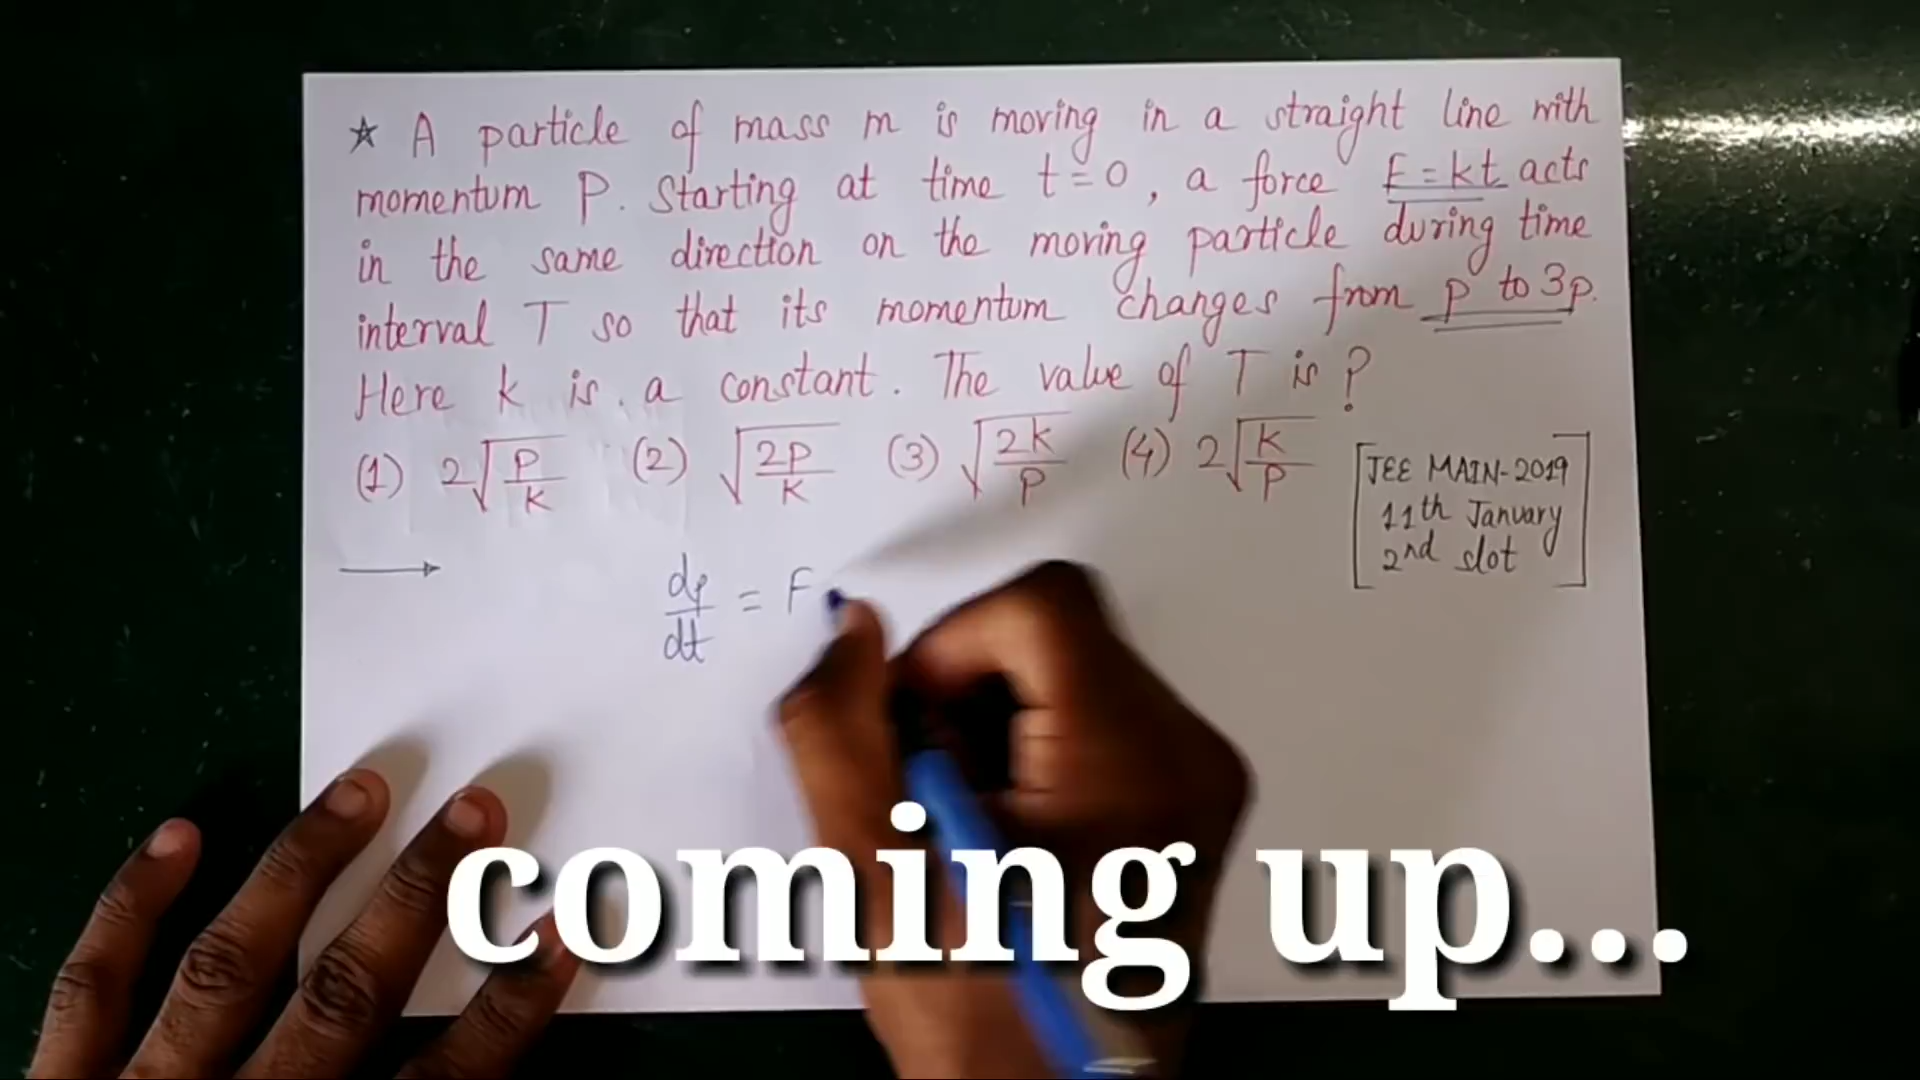 ☆ A particle of mass m is moving in a straight line with
momentum P. Starting at time t = 0, a force F = kt acts
in the same direction on the moving particle during time
interval T so that its momentum changes from p to 3p.
Here k is a constant. The value of T is ?
(1) 2√(P/K) (2) √(2P/K) (3) √(2K/P) (4) 2√(K/P)
[JEE MAIN-2019
11th January
2nd slot]
→ dp/dt = F
coming up...